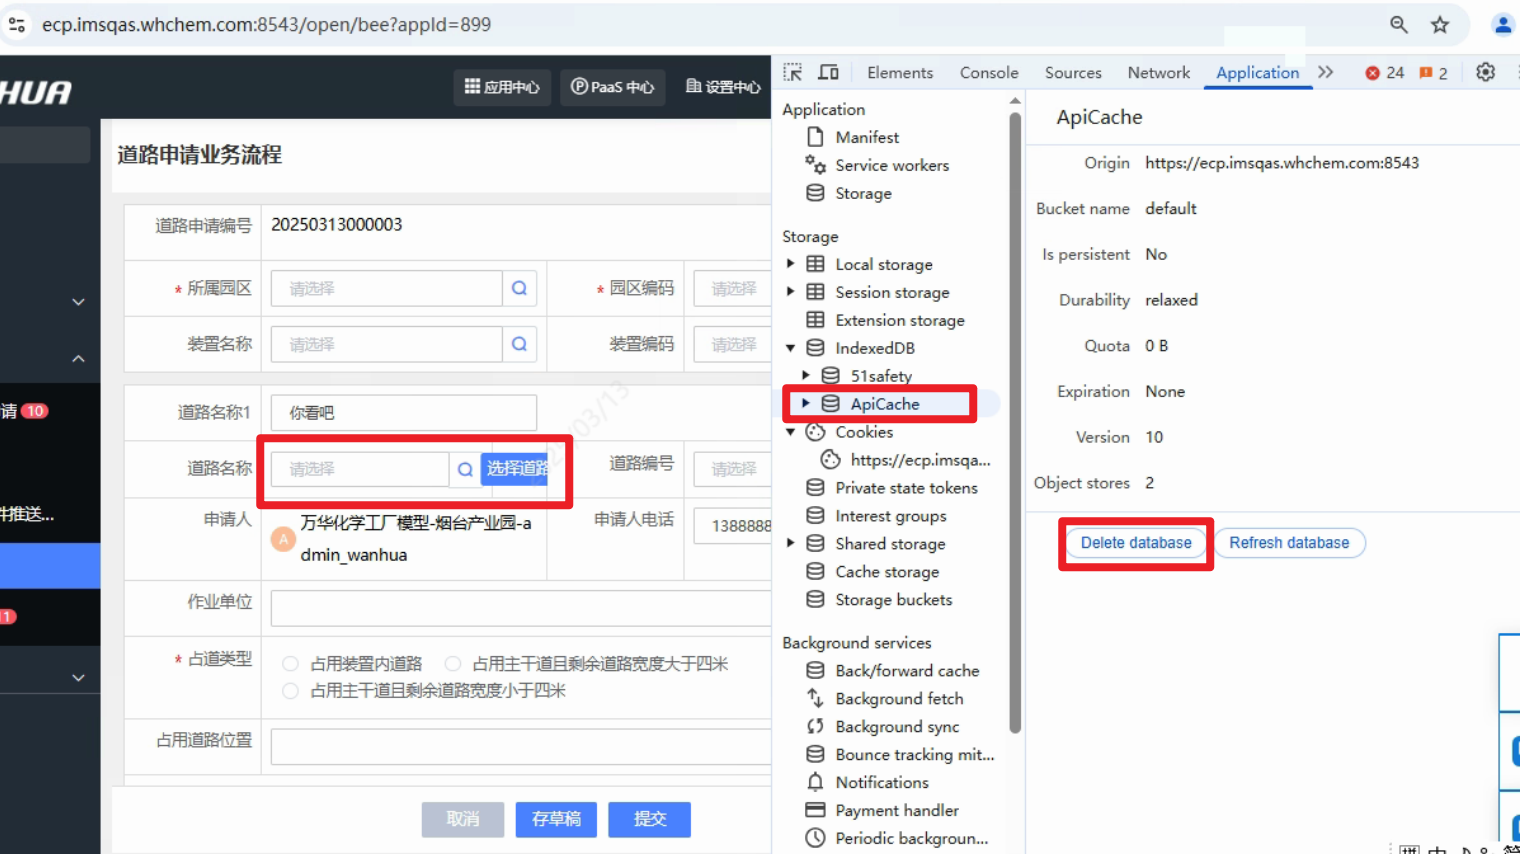 ecp.imsqas.whchem.com:8543/open/bee?appId=899
HUA
应用中心
PaaS 中心
设置中心
请 10
件推送...
1
道路申请业务流程
道路申请编号 20250313000003
* 所属园区 请选择 * 园区编码 请选择
装置名称 请选择 装置编码 请选择
道路名称1 你看吧
道路名称 请选择 选择道路 道路编号 请选择
申请人 A 万华化学工厂模型-烟台产业园-a
dmin_wanhua
申请人电话 1388888
作业单位
* 占道类型 占用装置内道路 占用主干道且剩余道路宽度大于四米
占用主干道且剩余道路宽度小于四米
占用道路位置
取消 存草稿 提交
/03/13
Elements Console Sources Network Application 24 2
Application
Manifest
Service workers
Storage
Storage
Local storage
Session storage
Extension storage
IndexedDB
51safety
ApiCache
Cookies
https://ecp.imsqa...
Private state tokens
Interest groups
Shared storage
Cache storage
Storage buckets
Background services
Back/forward cache
Background fetch
Background sync
Bounce tracking mit...
Notifications
Payment handler
Periodic backgroun...
ApiCache
Origin https://ecp.imsqas.whchem.com:8543
Bucket name default
Is persistent No
Durability relaxed
Quota 0 B
Expiration None
Version 10
Object stores 2
Delete database Refresh database